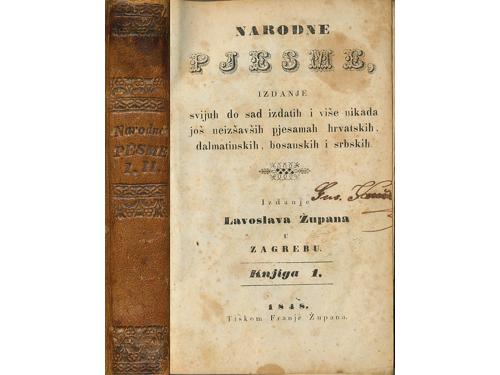 Narodne
PESME
I. II.
NARODNE
PJESME,
IZDANJE
svijuh do sad izdatih i više nikada
još neizšavših pjesamah hrvatskih,
dalmatinskih, bosanskih i srbskih.
Izdanje
Lavoslava Župana
U
ZAGREBU.
Knjiga 1.
1848.
Tiskom Franje Župana.